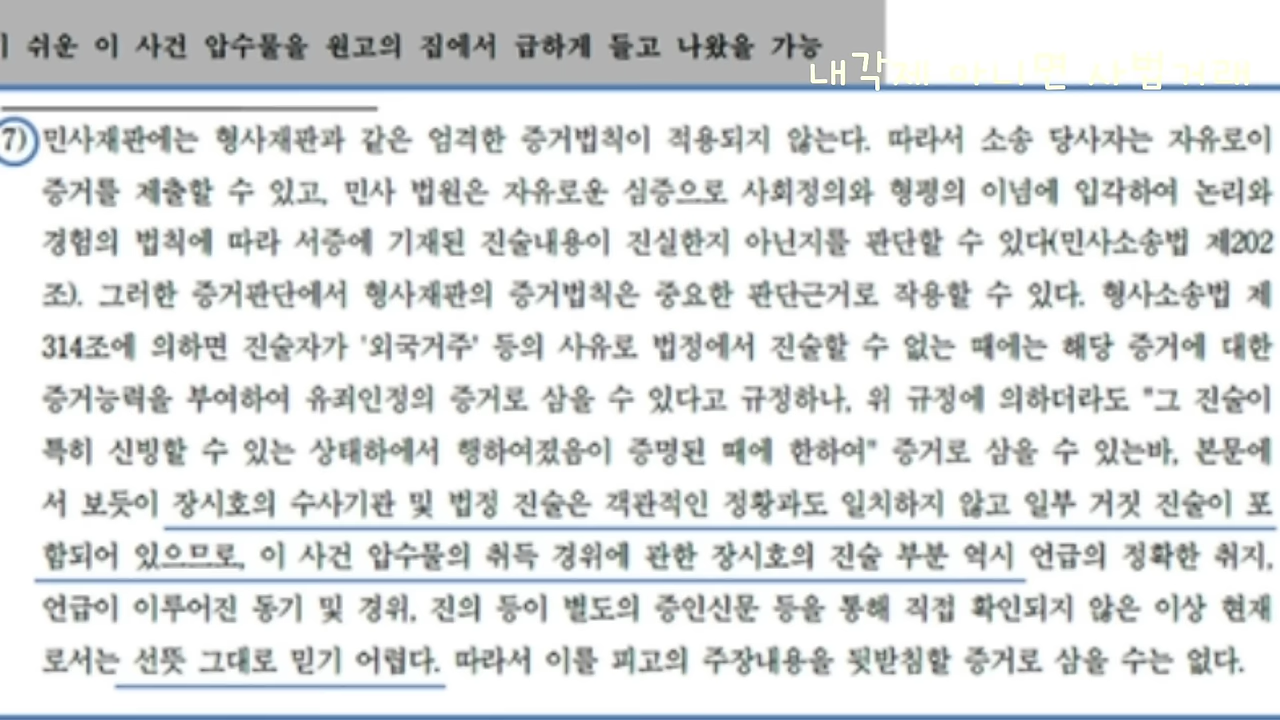 기 쉬운 이 사건 압수물을 원고의 집에서 급하게 들고 나왔을 가능
내각제 아니면 사법거래
7) 민사재판에는 형사재판과 같은 엄격한 증거법칙이 적용되지 않는다. 따라서 소송 당사자는 자유로이
증거를 제출할 수 있고, 민사 법원은 자유로운 심증으로 사회정의와 형평의 이념에 입각하여 논리와
경험의 법칙에 따라 서증에 기재된 진술내용이 진실한지 아닌지를 판단할 수 있다(민사소송법 제202
조). 그러한 증거판단에서 형사재판의 증거법칙은 중요한 판단근거로 작용할 수 있다. 형사소송법 제
314조에 의하면 진술자가 '외국거주' 등의 사유로 법정에서 진술할 수 없는 때에는 해당 증거에 대한
증거능력을 부여하여 유죄인정의 증거로 삼을 수 있다고 규정하나, 위 규정에 의하더라도 "그 진술이
특히 신빙할 수 있는 상태하에서 행하여졌음이 증명된 때에 한하여" 증거로 삼을 수 있는바, 본문에
서 보듯이 장시호의 수사기관 및 법정 진술은 객관적인 정황과도 일치하지 않고 일부 거짓 진술이 포
함되어 있으므로, 이 사건 압수물의 취득 경위에 관한 장시호의 진술 부분 역시 언급의 정확한 취지,
언급이 이루어진 동기 및 경위, 진의 등이 별도의 증인신문 등을 통해 직접 확인되지 않은 이상 현재
로서는 선뜻 그대로 믿기 어렵다. 따라서 이를 피고의 주장내용을 뒷받침할 증거로 삼을 수는 없다.